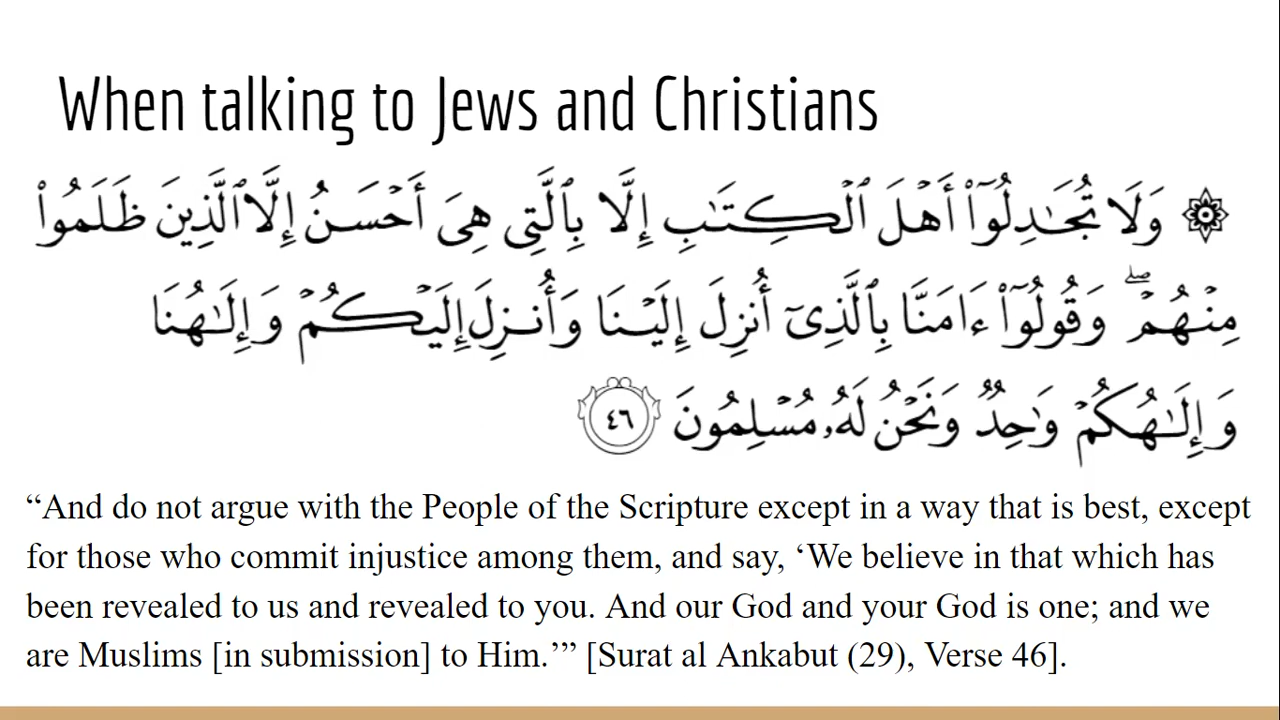 When talking to Jews and Christians
۞ وَلَا تُجَـٰدِلُوٓا۟ أَهْلَ ٱلْكِتَـٰبِ إِلَّا بِٱلَّتِى هِىَ أَحْسَنُ إِلَّا ٱلَّذِينَ ظَلَمُوا۟
مِنْهُمْ ۖ وَقُولُوٓا۟ ءَامَنَّا بِٱلَّذِىٓ أُنزِلَ إِلَيْنَا وَأُنزِلَ إِلَيْكُمْ وَإِلَـٰهُنَا
وَإِلَـٰهُكُمْ وَٰحِدٌ وَنَحْنُ لَهُۥ مُسْلِمُونَ ٤٦
“And do not argue with the People of the Scripture except in a way that is best, except
for those who commit injustice among them, and say, ‘We believe in that which has
been revealed to us and revealed to you. And our God and your God is one; and we
are Muslims [in submission] to Him.’” [Surat al Ankabut (29), Verse 46].